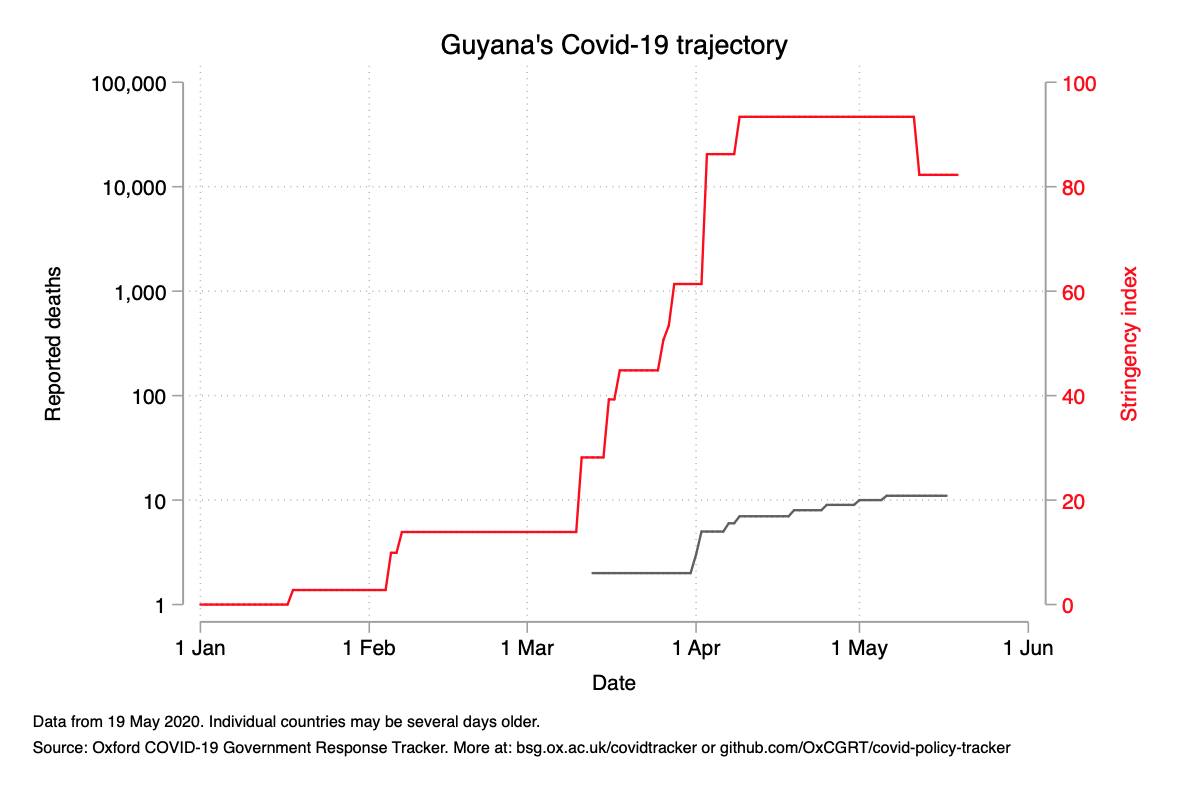 Guyana's Covid-19 trajectory
100,000
10,000
1,000
100
10
1
Reported deaths
100
80
60
40
20
0
Stringency index
1 Jan
1 Feb
1 Mar
1 Apr
1 May
1 Jun
Date
Data from 19 May 2020. Individual countries may be several days older.
Source: Oxford COVID-19 Government Response Tracker. More at: bsg.ox.ac.uk/covidtracker or github.com/OxCGRT/covid-policy-tracker